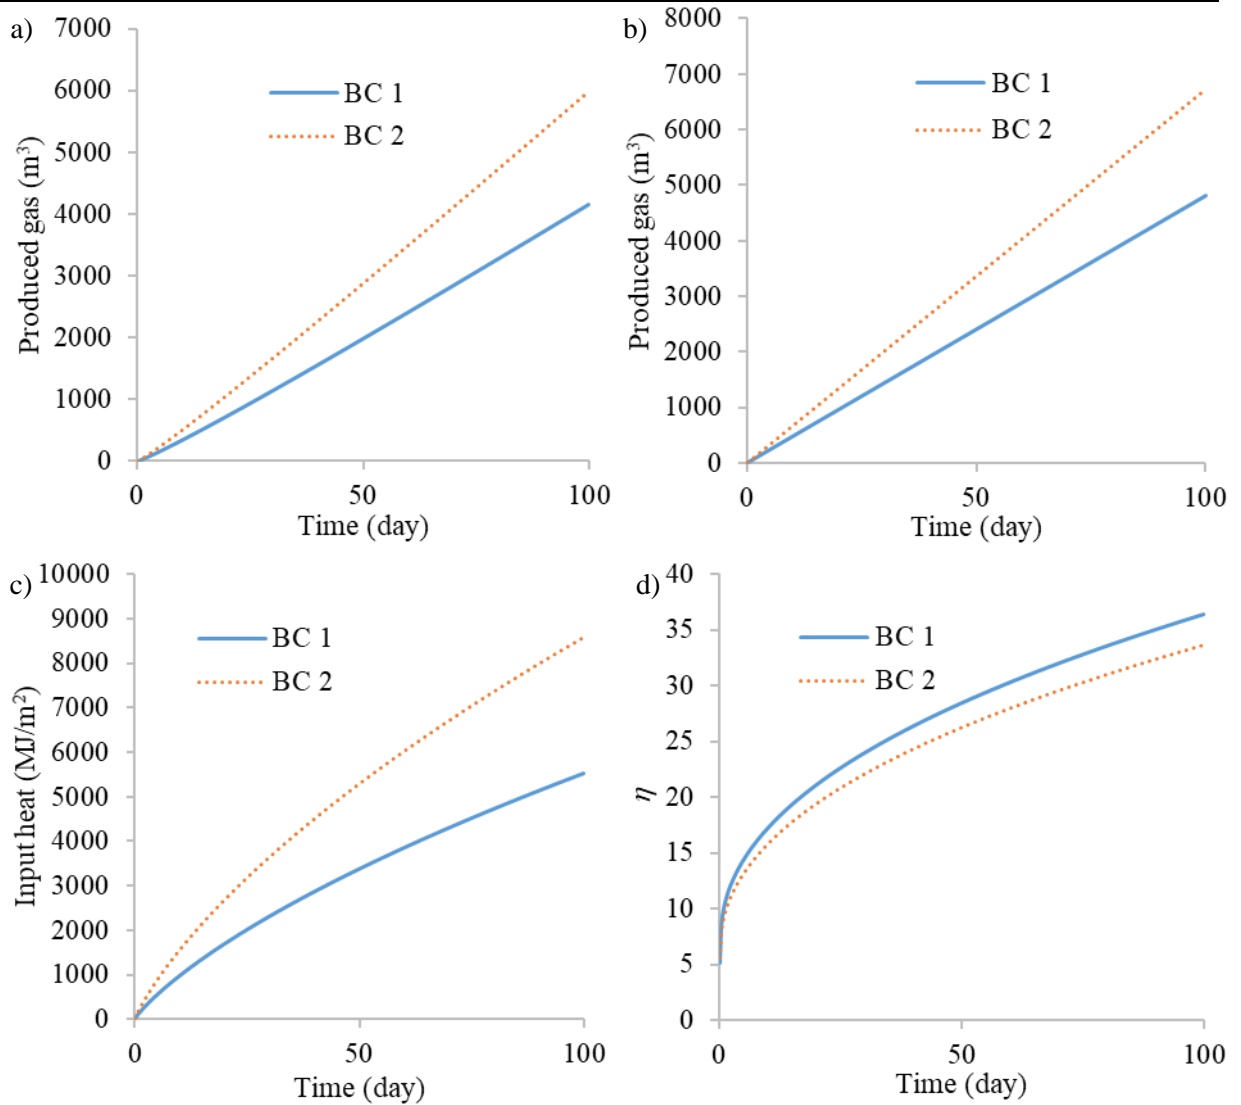 a)
7000
6000
5000
4000
3000
2000
1000
0
Produced gas (m³)
BC 1
BC 2
0 50 100
Time (day)
b)
8000
7000
6000
5000
4000
3000
2000
1000
0
Produced gas (m³)
BC 1
BC 2
0 50 100
Time (day)
c)
10000
9000
8000
7000
6000
5000
4000
3000
2000
1000
0
Input heat (MJ/m²)
BC 1
BC 2
0 50 100
Time (day)
d)
40
35
30
25
20
15
10
5
0
η
BC 1
BC 2
0 50 100
Time (day)